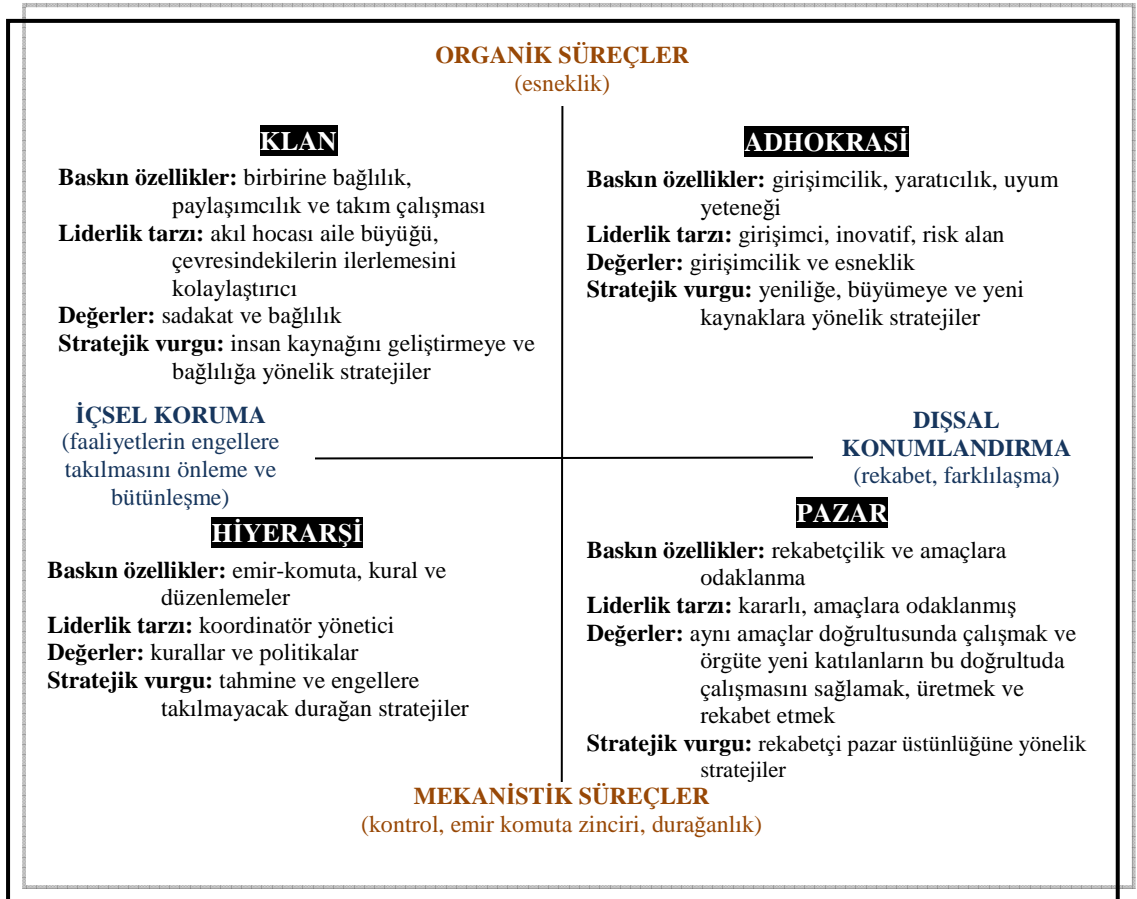 ORGANİK SÜREÇLER
(esneklik)
KLAN
Baskın özellikler: birbirine bağlılık,
paylaşımcılık ve takım çalışması
Liderlik tarzı: akıl hocası aile büyüğü,
çevresindekilerin ilerlemesini
kolaylaştırıcı
Değerler: sadakat ve bağlılık
Stratejik vurgu: insan kaynağını geliştirmeye ve
bağlılığa yönelik stratejiler
ADHOKRASİ
Baskın özellikler: girişimcilik, yaratıcılık, uyum
yeteneği
Liderlik tarzı: girişimci, inovatif, risk alan
Değerler: girişimcilik ve esneklik
Stratejik vurgu: yeniliğe, büyümeye ve yeni
kaynaklara yönelik stratejiler
İÇSEL KORUMA
(faaliyetlerin engellere
takılmasını önleme ve
bütünleşme)
DIŞSAL
KONUMLANDIRMA
(rekabet, farklılaşma)
HİYERARŞİ
Baskın özellikler: emir-komuta, kural ve
düzenlemeler
Liderlik tarzı: koordinatör yönetici
Değerler: kurallar ve politikalar
Stratejik vurgu: tahmine ve engellere
takılmayacak durağan stratejiler
PAZAR
Baskın özellikler: rekabetçilik ve amaçlara
odaklanma
Liderlik tarzı: kararlı, amaçlara odaklanmış
Değerler: aynı amaçlar doğrultusunda çalışmak ve
örgüte yeni katılanların bu doğrultuda
çalışmasını sağlamak, üretmek ve
rekabet etmek
Stratejik vurgu: rekabetçi pazar üstünlüğüne yönelik
stratejiler
MEKANİSTİK SÜREÇLER
(kontrol, emir komuta zinciri, durağanlık)